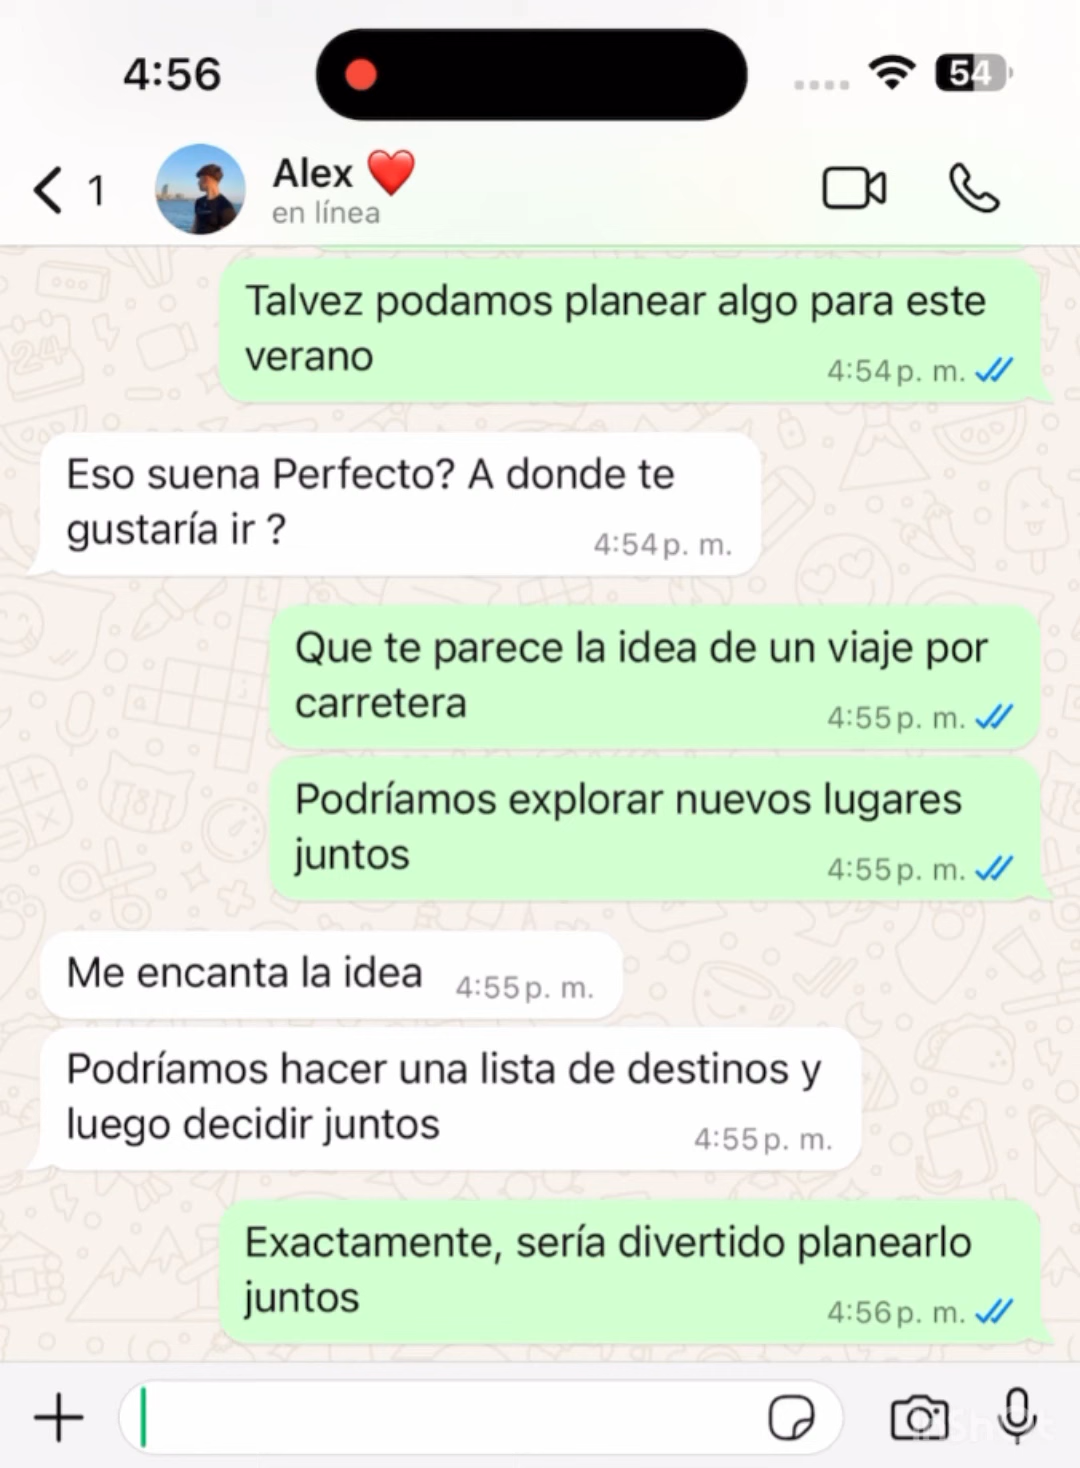 4:56
54
1
Alex ❤️
en línea
Talvez podamos planear algo para este
verano
4:54 p. m.
Eso suena Perfecto? A donde te
gustaría ir ?
4:54 p. m.
Que te parece la idea de un viaje por
carretera
4:55 p. m.
Podríamos explorar nuevos lugares
juntos
4:55 p. m.
Me encanta la idea
4:55 p. m.
Podríamos hacer una lista de destinos y
luego decidir juntos
4:55 p. m.
Exactamente, sería divertido planearlo
juntos
4:56 p. m.
InShot